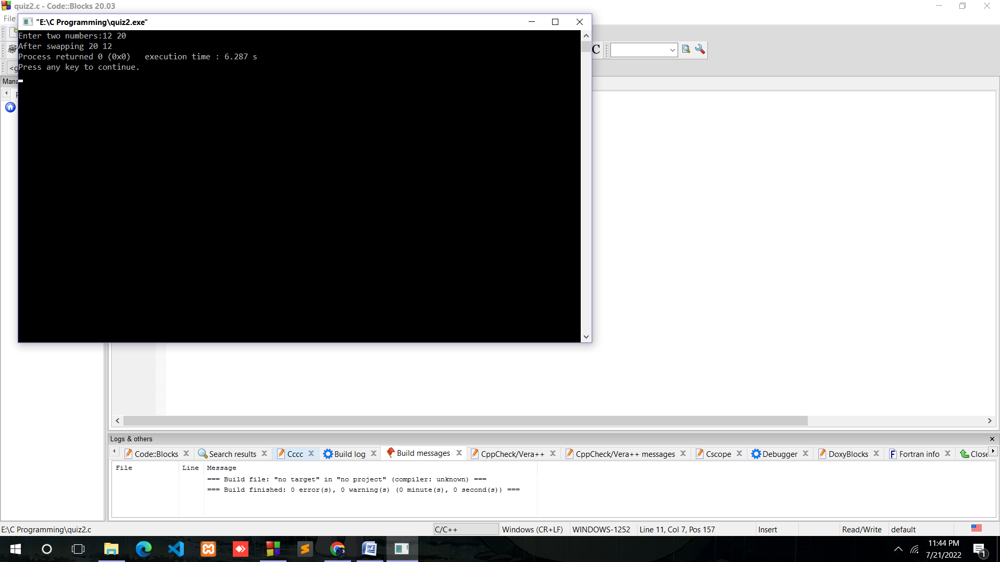 quiz2.c - Code::Blocks 20.03
File
"E:\C Programming\quiz2.exe"
Enter two numbers:12 20
After swapping 20 12
Process returned 0 (0x0)   execution time : 6.287 s
Press any key to continue.
C
<g
Mana
Logs & others
Code::Blocks
Search results
Cccc
Build log
Build messages
CppCheck/Vera++
CppCheck/Vera++ messages
Cscope
Debugger
DoxyBlocks
Fortran info
Close
File Line Message
=== Build file: "no target" in "no project" (compiler: unknown) ===
=== Build finished: 0 error(s), 0 warning(s) (0 minute(s), 0 second(s)) ===
E:\C Programming\quiz2.c
C/C++
Windows (CR+LF)
WINDOWS-1252
Line 11, Col 7, Pos 157
Insert
Read/Write
default
11:44 PM
7/21/2022
1